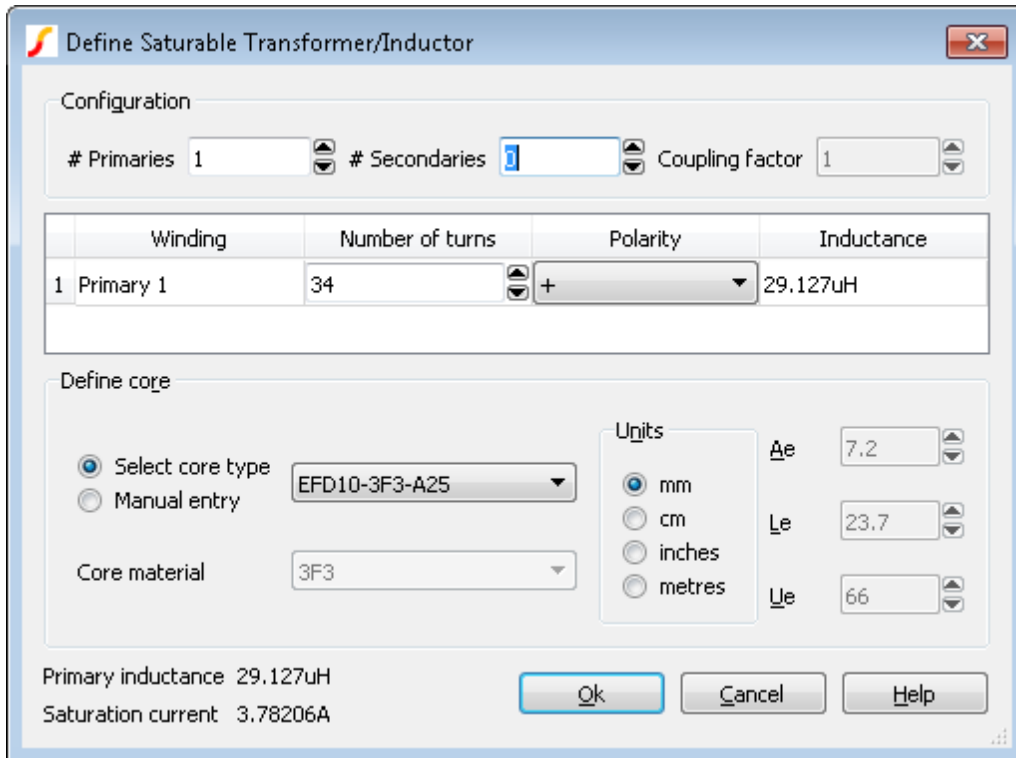 Define Saturable Transformer/Inductor
Configuration
# Primaries 1 # Secondaries 0 Coupling factor 1
Winding Number of turns Polarity Inductance
1 Primary 1 34 + 29.127uH
Define core
Select core type EFD10-3F3-A25
Manual entry
Core material 3F3
Units
mm
cm
inches
metres
Ae 7.2
Le 23.7
Ue 66
Primary inductance 29.127uH
Saturation current 3.78206A
Ok Cancel Help